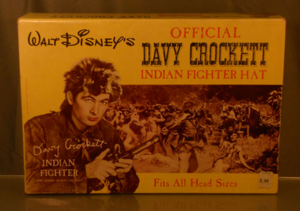 WALT DISNEY'S
OFFICIAL
DAVY CROCKETT
INDIAN FIGHTER HAT
Davy Crockett
INDIAN
FIGHTER
Fits All Head Sizes